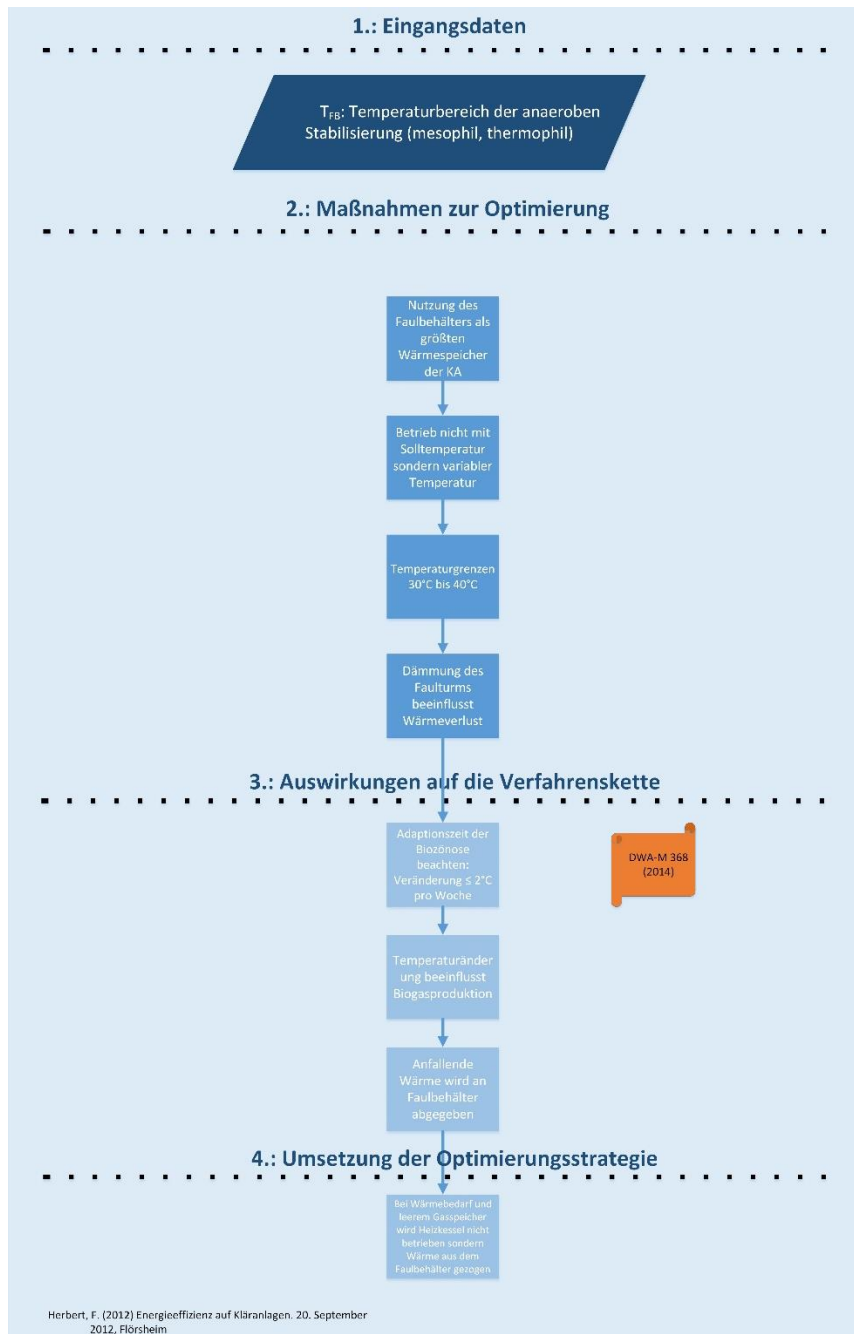 1.: Eingangsdaten
T_FB: Temperaturbereich der anaeroben
Stabilisierung (mesophil, thermophil)
2.: Maßnahmen zur Optimierung
Nutzung des
Faulbehälters als
größten
Wärmespeicher
der KA
Betrieb nicht mit
Solltemperatur
sondern variabler
Temperatur
Temperaturgrenzen
30°C bis 40°C
Dämmung des
Faulturms
beeinflusst
Wärmeverlust
3.: Auswirkungen auf die Verfahrenskette
Adaptionszeit der
Biozönose
beachten:
Veränderung ≤ 2°C
pro Woche
DWA-M 368
(2014)
Temperaturänder
ung beeinflusst
Biogasproduktion
Anfallende
Wärme wird an
Faulbehälter
abgegeben
4.: Umsetzung der Optimierungsstrategie
Bei Wärmebedarf und
leerem Gasspeicher
wird Heizkessel nicht
betrieben sondern
Wärme aus dem
Faulbehälter gezogen
Herbert, F. (2012) Energieeffizienz auf Kläranlagen. 20. September
2012, Flörsheim